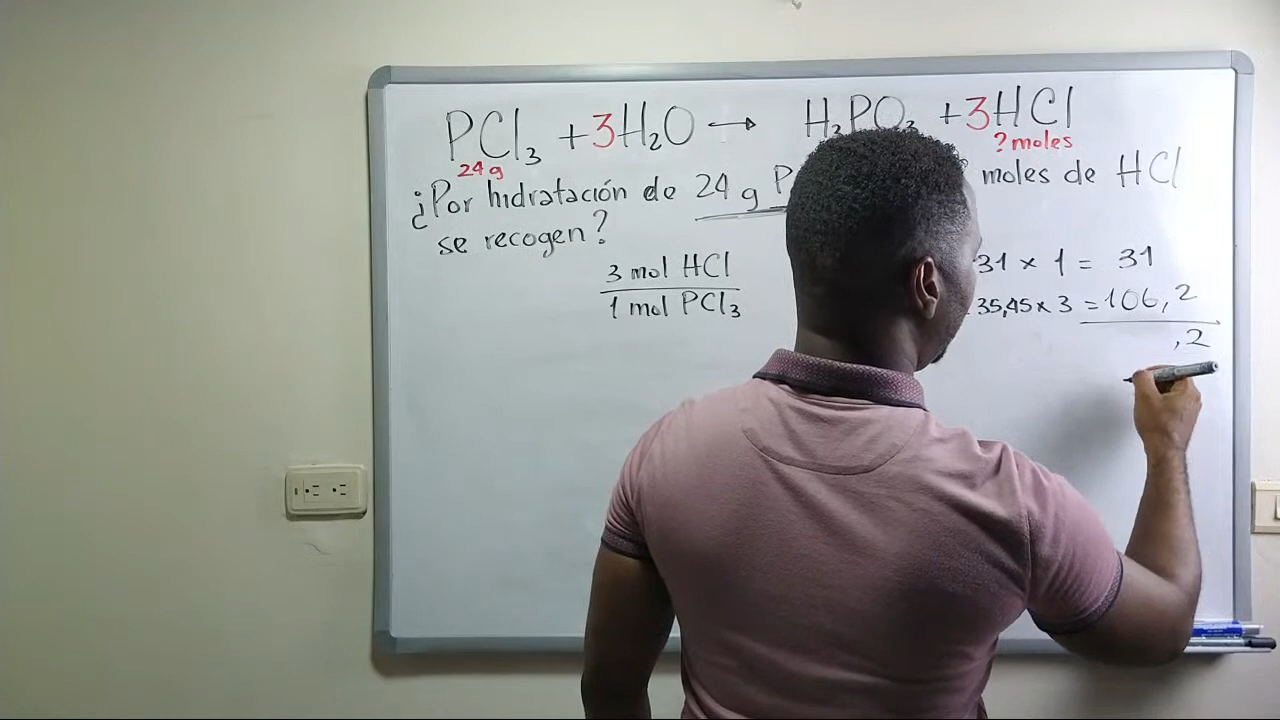 PCl₃ + 3H₂O → H₃PO₃ + 3HCl
24 g ? moles
¿Por hidratación de 24 g P moles de HCl
se recogen?
3 mol HCl
1 mol PCl₃
31 × 1 = 31
35,45 × 3 = 106,2
,2